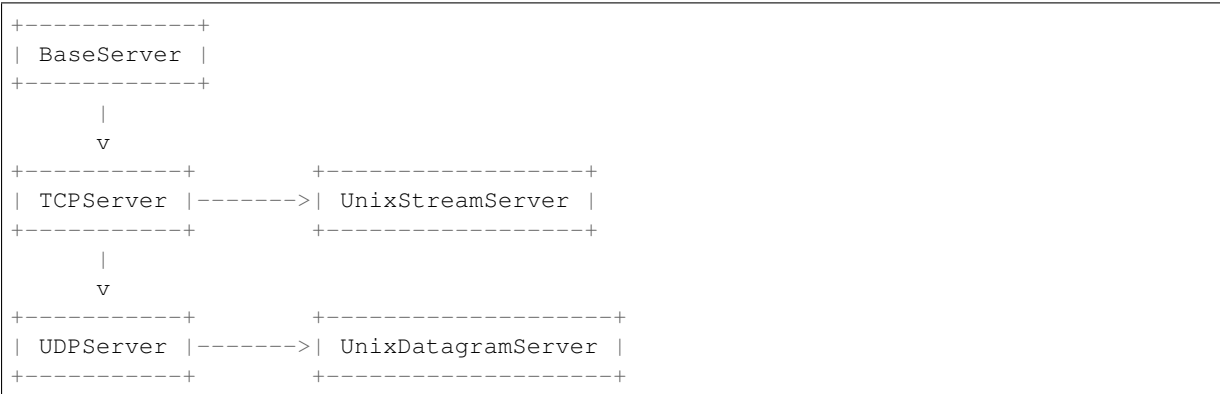 +------------+
| BaseServer |
+------------+
      |
      v
+-----------+        +------------------+
| TCPServer |------->| UnixStreamServer |
+-----------+        +------------------+
      |
      v
+-----------+        +--------------------+
| UDPServer |------->| UnixDatagramServer |
+-----------+        +--------------------+